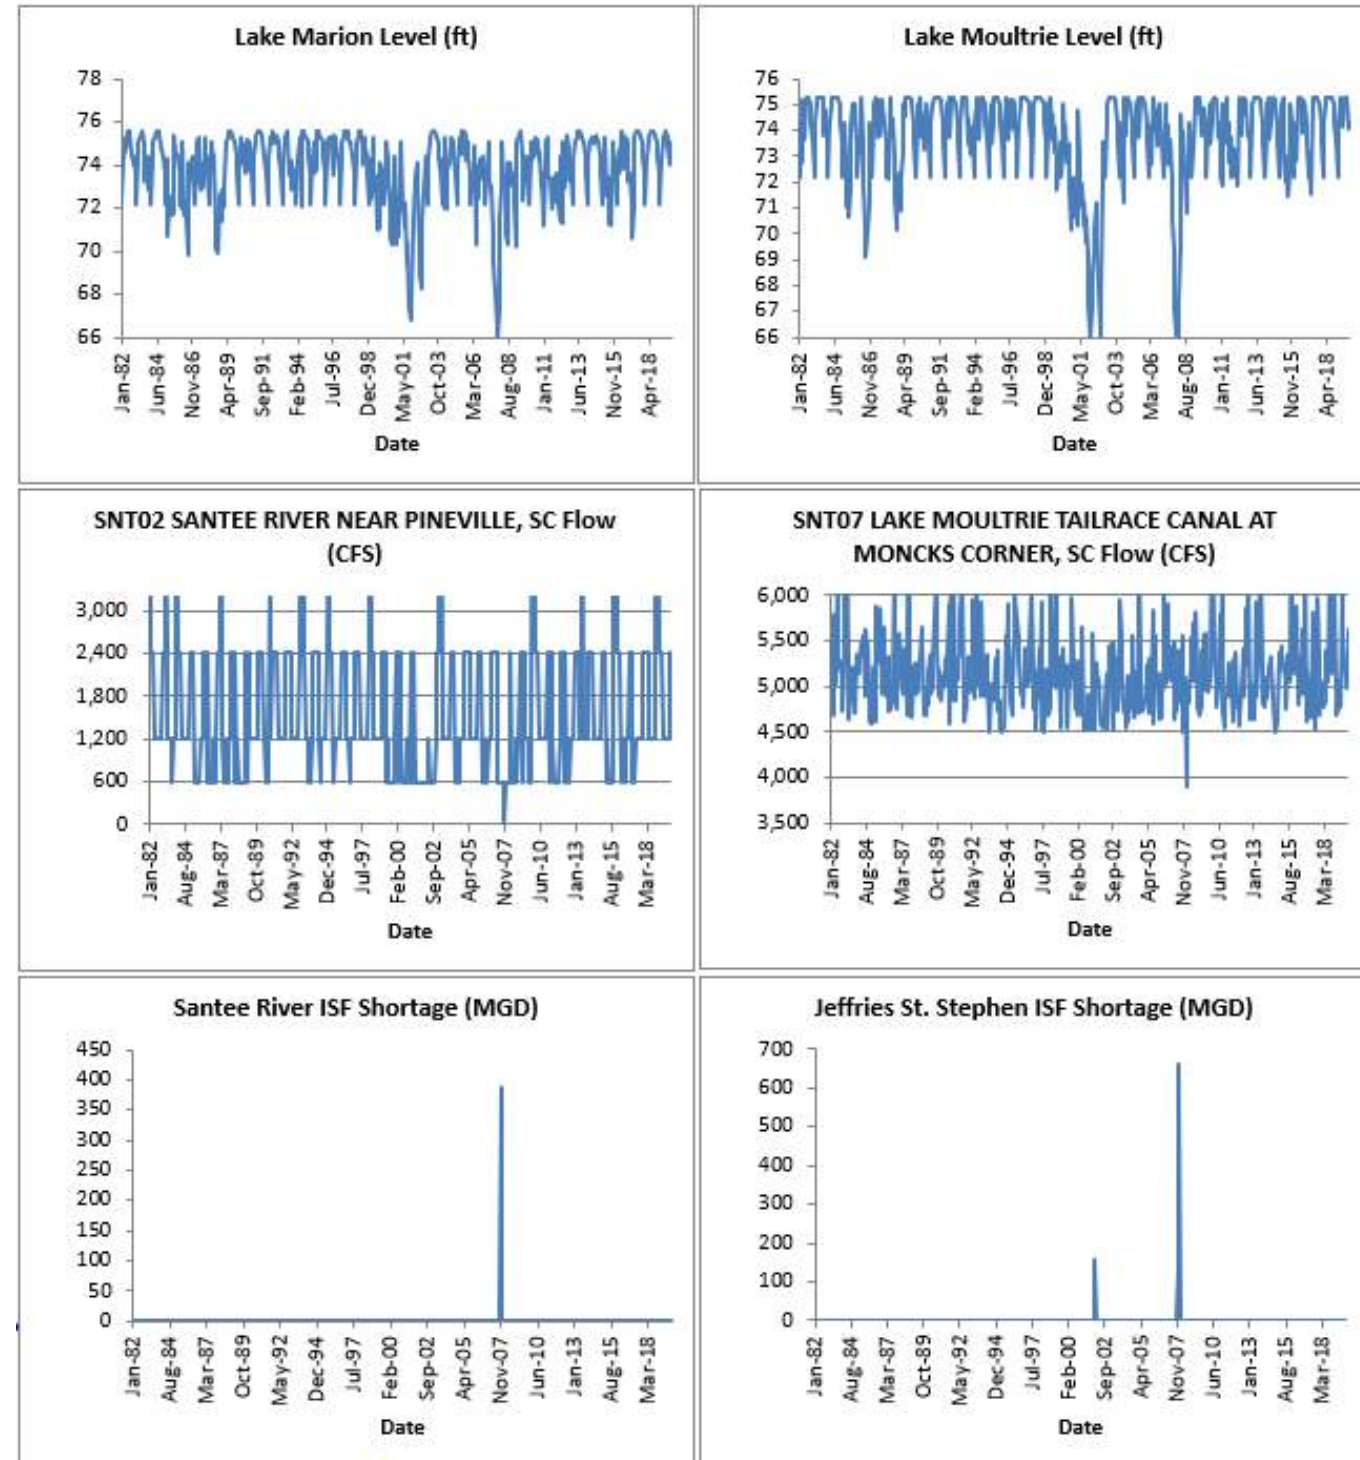 Lake Marion Level (ft)
78
76
74
72
70
68
66
Jan-82
Jun-84
Nov-86
Apr-89
Sep-91
Feb-94
Jul-96
Dec-98
May-01
Oct-03
Mar-06
Aug-08
Jan-11
Jun-13
Nov-15
Apr-18
Date
Lake Moultrie Level (ft)
76
75
74
73
72
71
70
69
68
67
66
Jan-82
Jun-84
Nov-86
Apr-89
Sep-91
Feb-94
Jul-96
Dec-98
May-01
Oct-03
Mar-06
Aug-08
Jan-11
Jun-13
Nov-15
Apr-18
Date
SNT02 SANTEE RIVER NEAR PINEVILLE, SC Flow
(CFS)
3,000
2,400
1,800
1,200
600
0
Jan-82
Aug-84
Mar-87
Oct-89
May-92
Dec-94
Jul-97
Feb-00
Sep-02
Apr-05
Nov-07
Jun-10
Jan-13
Aug-15
Mar-18
Date
SNT07 LAKE MOULTRIE TAILRACE CANAL AT
MONCKS CORNER, SC Flow (CFS)
6,000
5,500
5,000
4,500
4,000
3,500
Jan-82
Aug-84
Mar-87
Oct-89
May-92
Dec-94
Jul-97
Feb-00
Sep-02
Apr-05
Nov-07
Jun-10
Jan-13
Aug-15
Mar-18
Date
Santee River ISF Shortage (MGD)
450
400
350
300
250
200
150
100
50
0
Jan-82
Aug-84
Mar-87
Oct-89
May-92
Dec-94
Jul-97
Feb-00
Sep-02
Apr-05
Nov-07
Jun-10
Jan-13
Aug-15
Mar-18
Date
Jeffries St. Stephen ISF Shortage (MGD)
700
600
500
400
300
200
100
0
Jan-82
Aug-84
Mar-87
Oct-89
May-92
Dec-94
Jul-97
Feb-00
Sep-02
Apr-05
Nov-07
Jun-10
Jan-13
Aug-15
Mar-18
Date